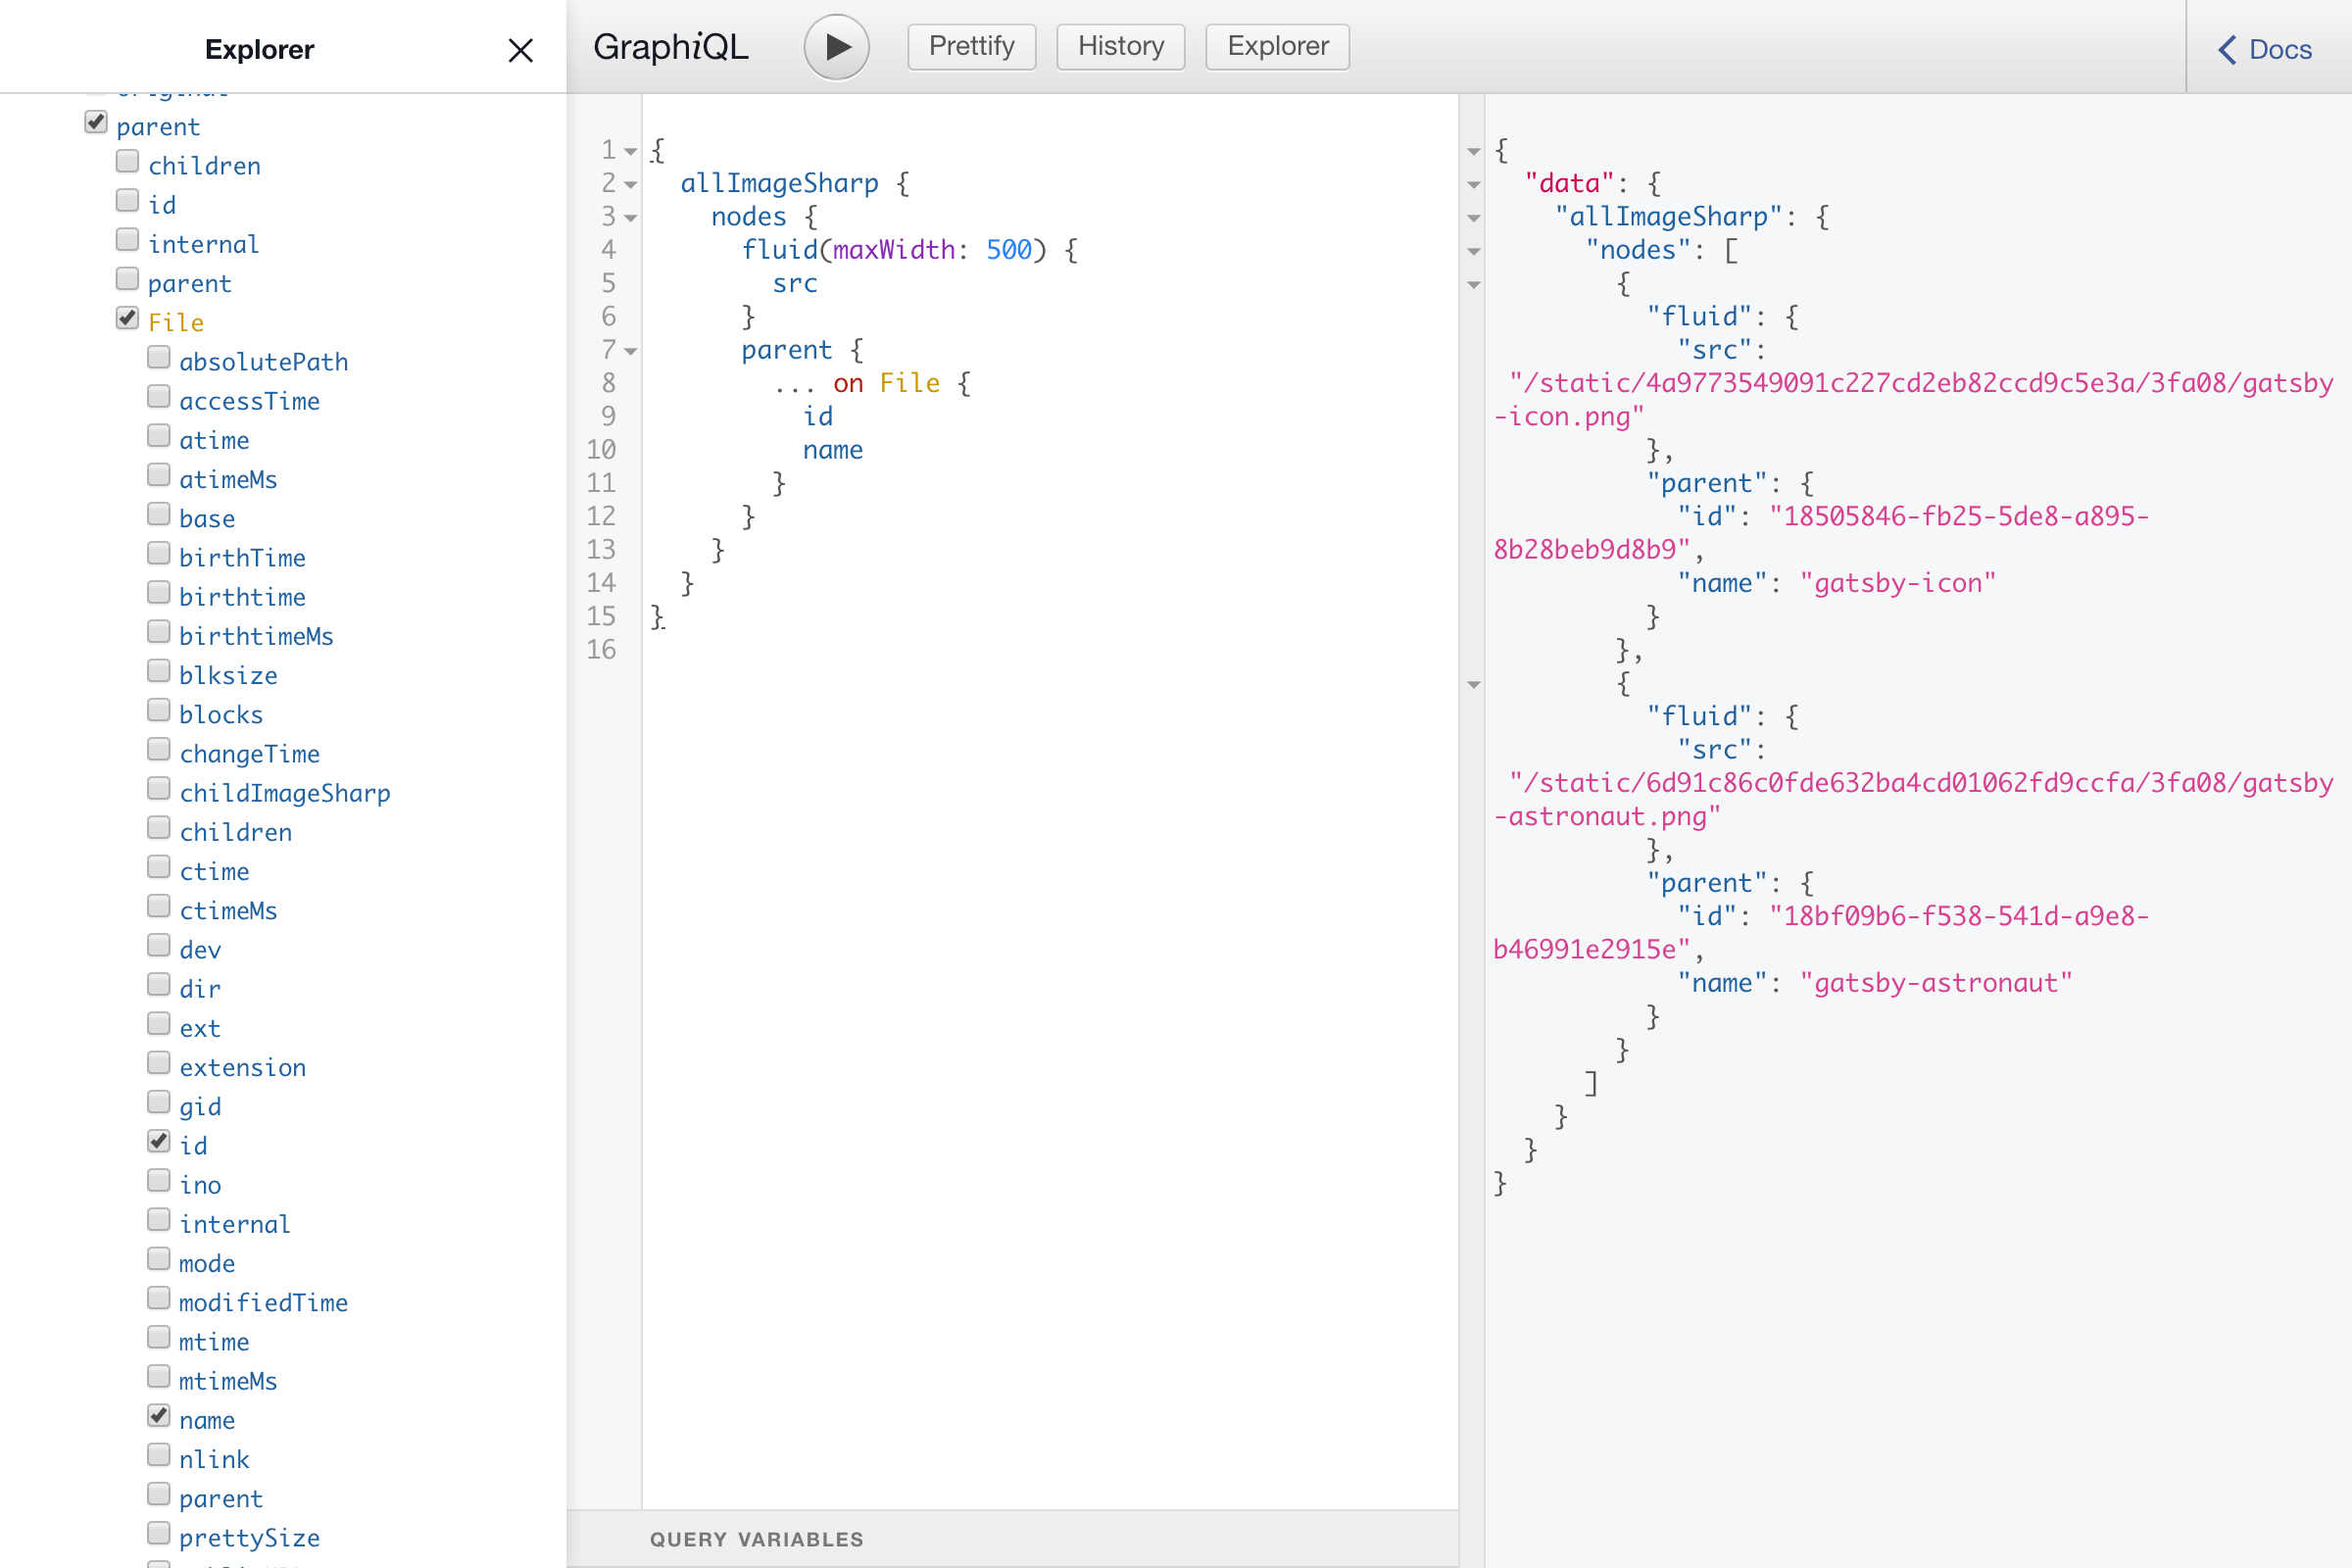 Explorer
parent
children
id
internal
parent
File
absolutePath
accessTime
atime
atimeMs
base
birthTime
birthtime
birthtimeMs
blksize
blocks
changeTime
childImageSharp
children
ctime
ctimeMs
dev
dir
ext
extension
gid
id
ino
internal
mode
modifiedTime
mtime
mtimeMs
name
nlink
parent
prettySize
GraphiQL Prettify History Explorer Docs
1 {
2 allImageSharp {
3 nodes {
4 fluid(maxWidth: 500) {
5 src
6 }
7 parent {
8 ... on File {
9 id
10 name
11 }
12 }
13 }
14 }
15 }
16
QUERY VARIABLES
{
"data": {
"allImageSharp": {
"nodes": [
{
"fluid": {
"src":
"/static/4a9773549091c227cd2eb82ccd9c5e3a/3fa08/gatsby
-icon.png"
},
"parent": {
"id": "18505846-fb25-5de8-a895-
8b28beb9d8b9",
"name": "gatsby-icon"
}
},
{
"fluid": {
"src":
"/static/6d91c86c0fde632ba4cd01062fd9ccfa/3fa08/gatsby
-astronaut.png"
},
"parent": {
"id": "18bf09b6-f538-541d-a9e8-
b46991e2915e",
"name": "gatsby-astronaut"
}
}
]
}
}
}